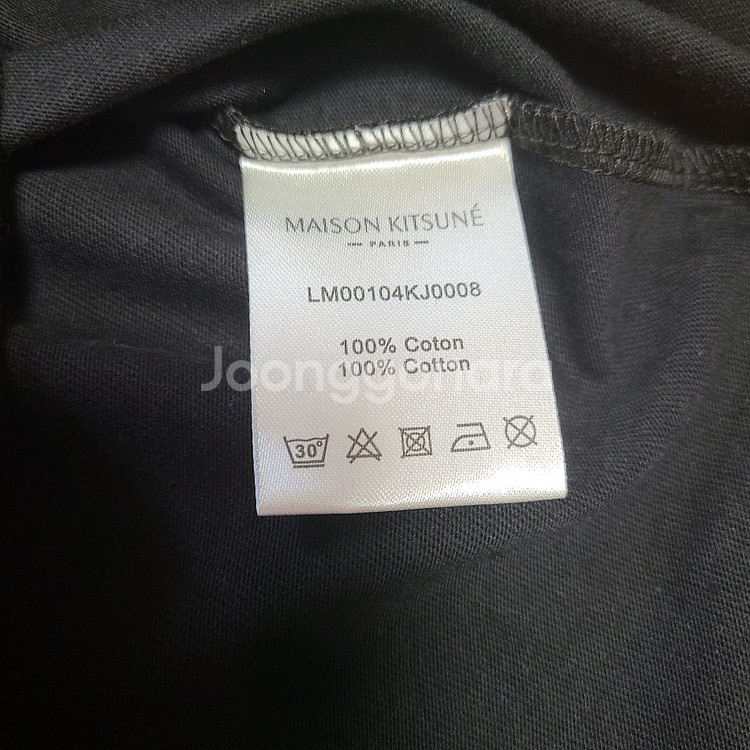 MAISON KITSUNÉ
PARIS
LM00104KJ0008
100% Coton
100% Cotton
Joonggonara
30°